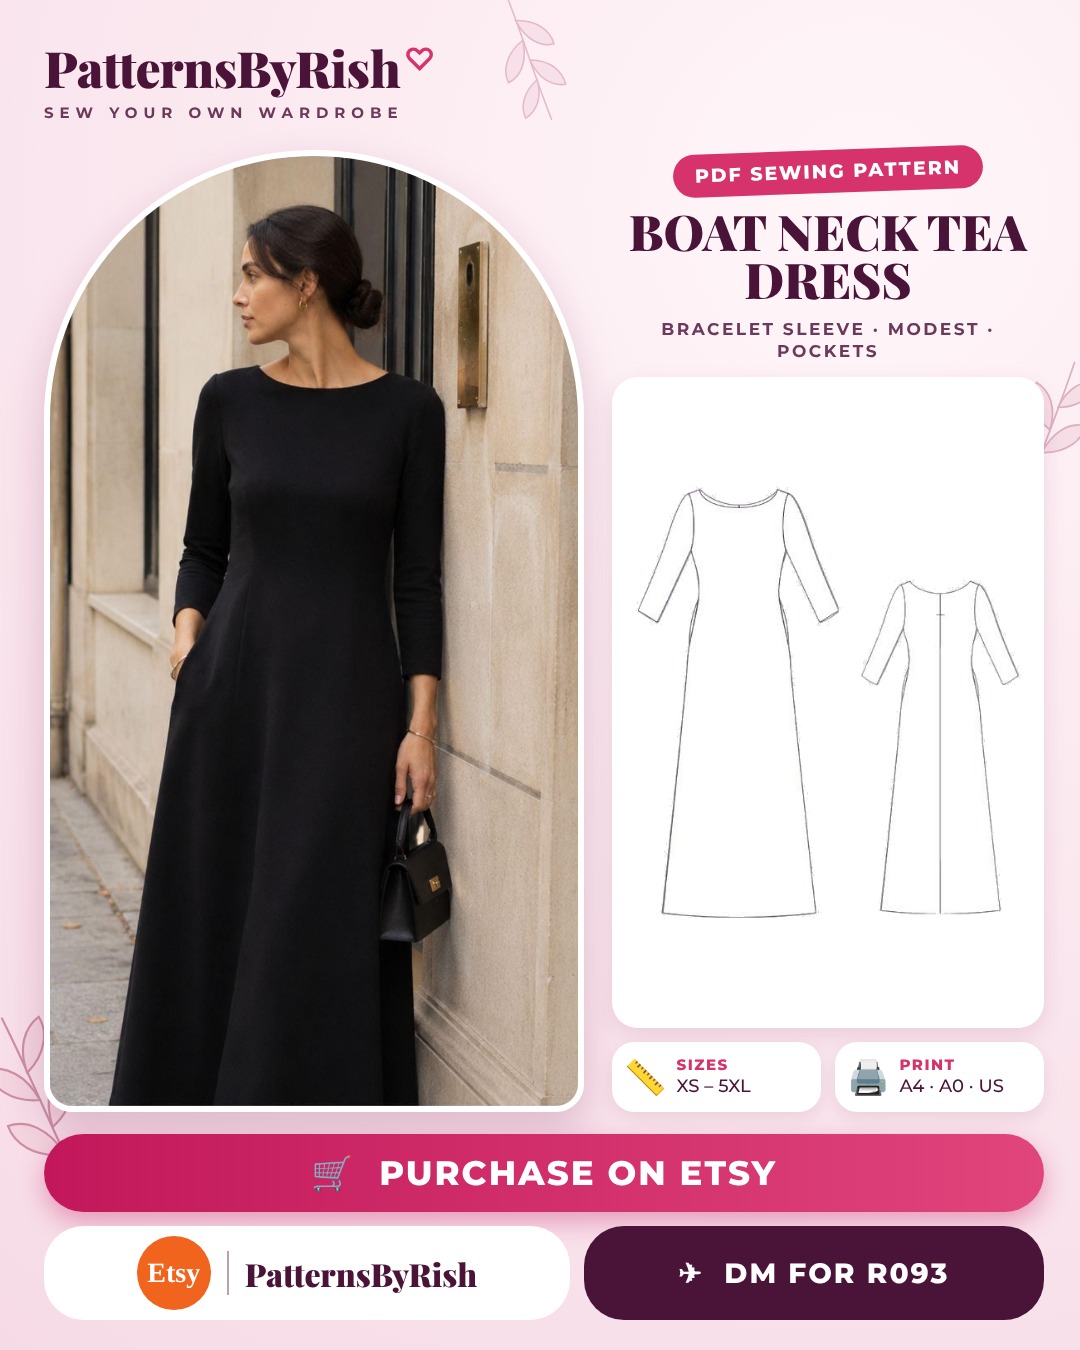 PatternsByRish
SEW YOUR OWN WARDROBE
PDF SEWING PATTERN
BOAT NECK TEA
DRESS
BRACELET SLEEVE · MODEST ·
POCKETS
SIZES
XS – 5XL
PRINT
A4 · A0 · US
PURCHASE ON ETSY
Etsy
PatternsByRish
DM FOR R093